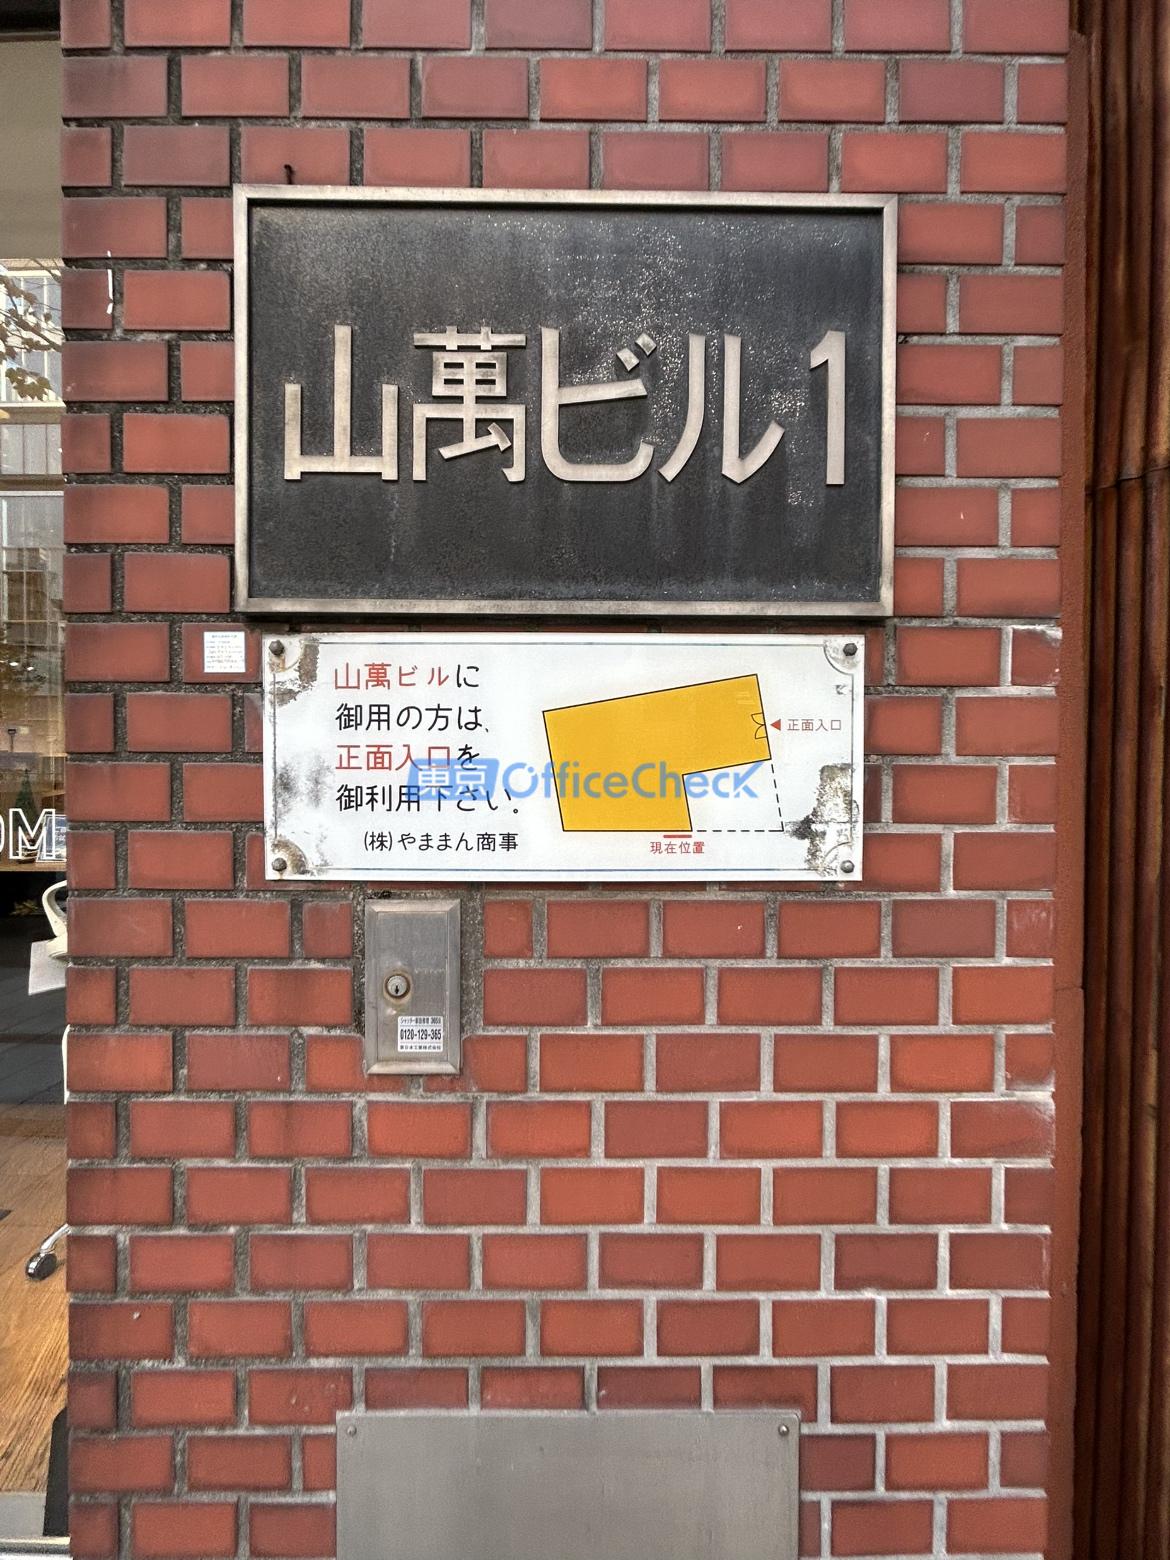 山萬ビル1
山萬ビルに
御用の方は、
正面入口を
御利用下さい。
(株)やままん商事
正面入口
現在位置
東京OfficeCheck
0120-129-365
OM